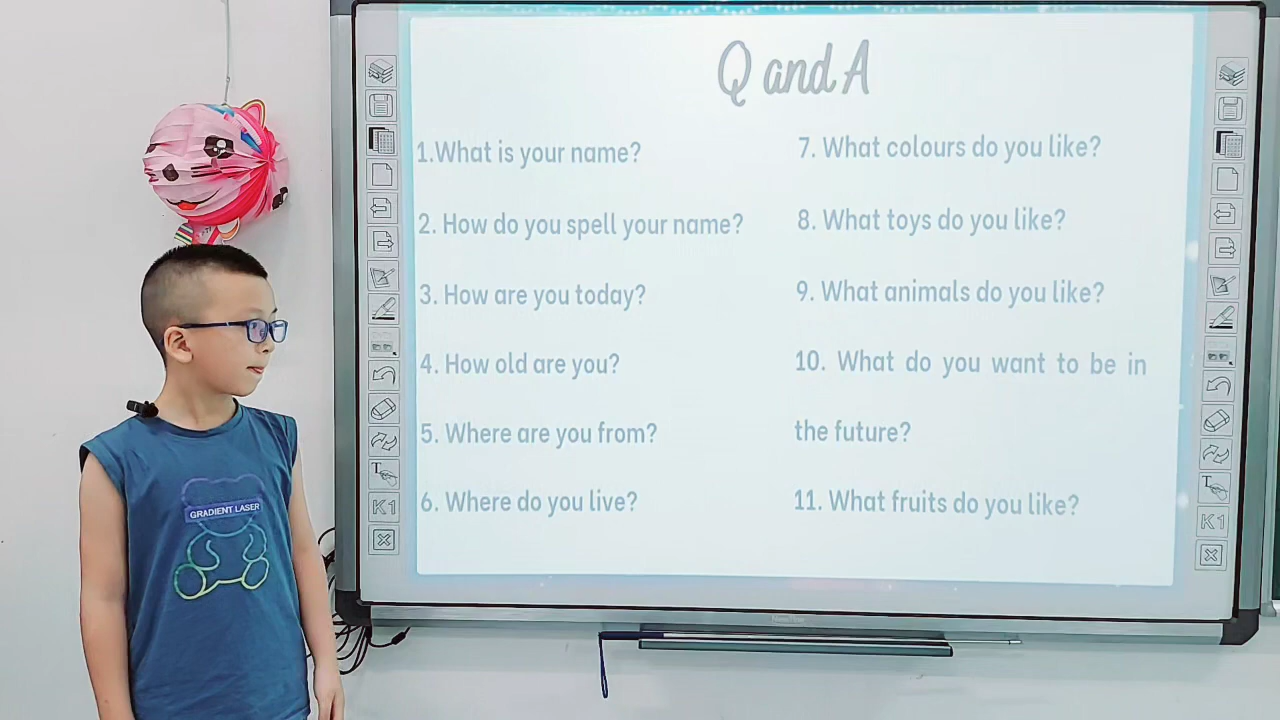 Q and A
1.What is your name?
2. How do you spell your name?
3. How are you today?
4. How old are you?
5. Where are you from?
6. Where do you live?
7. What colours do you like?
8. What toys do you like?
9. What animals do you like?
10. What do you want to be in
the future?
11. What fruits do you like?
GRADIENT LASER
T
K1
T
K1